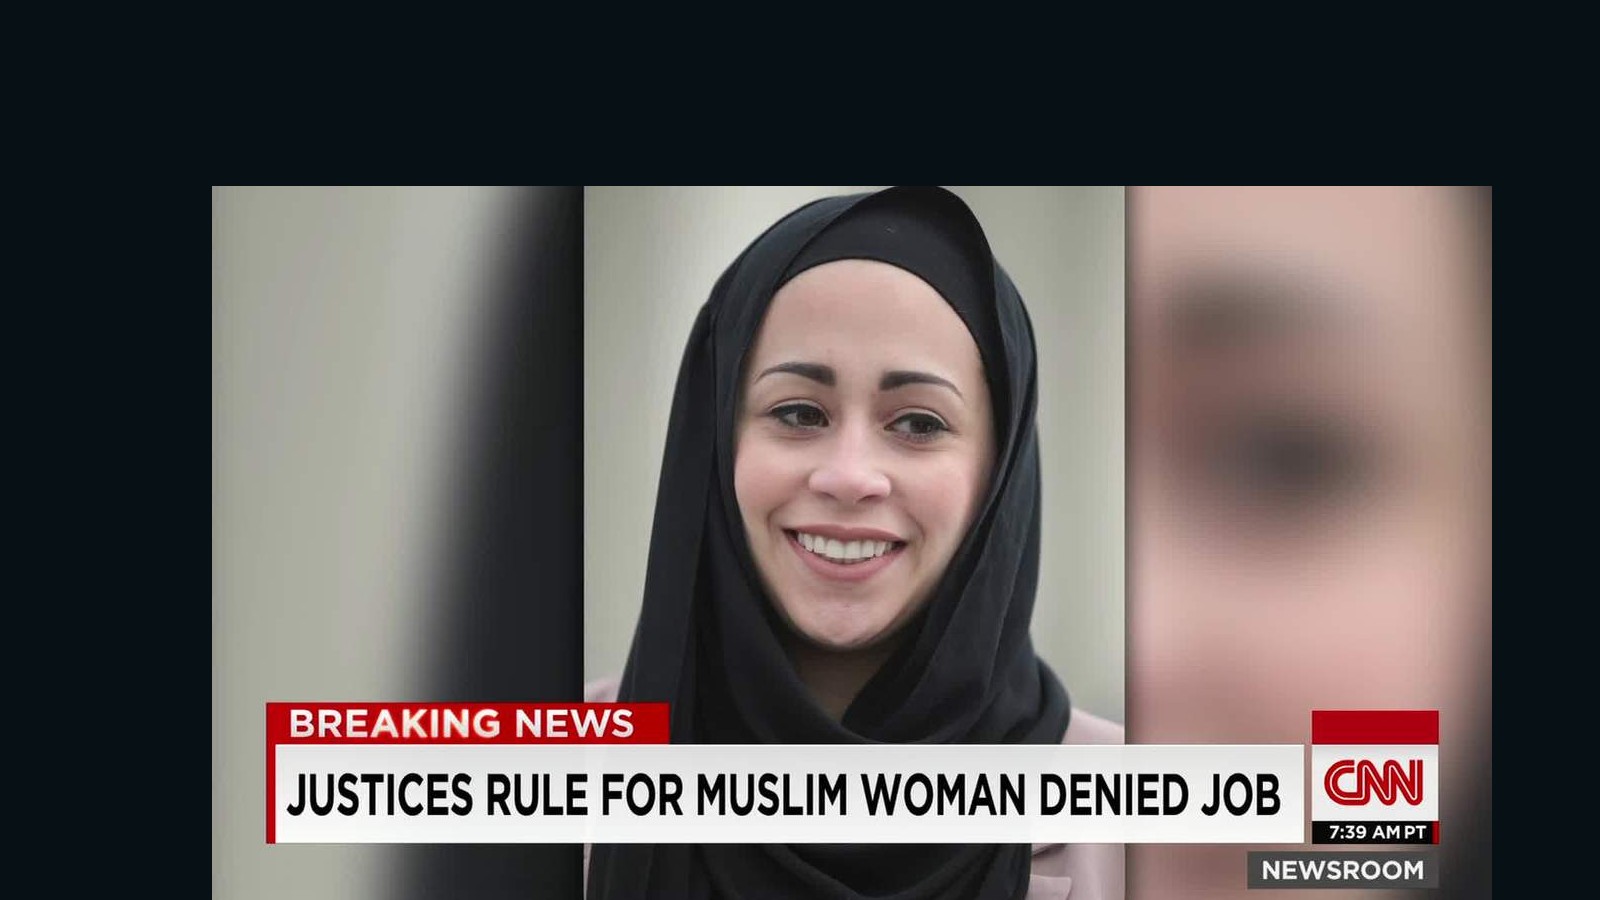 BREAKING NEWS
JUSTICES RULE FOR MUSLIM WOMAN DENIED JOB
CNN
7:39 AM PT
NEWSROOM